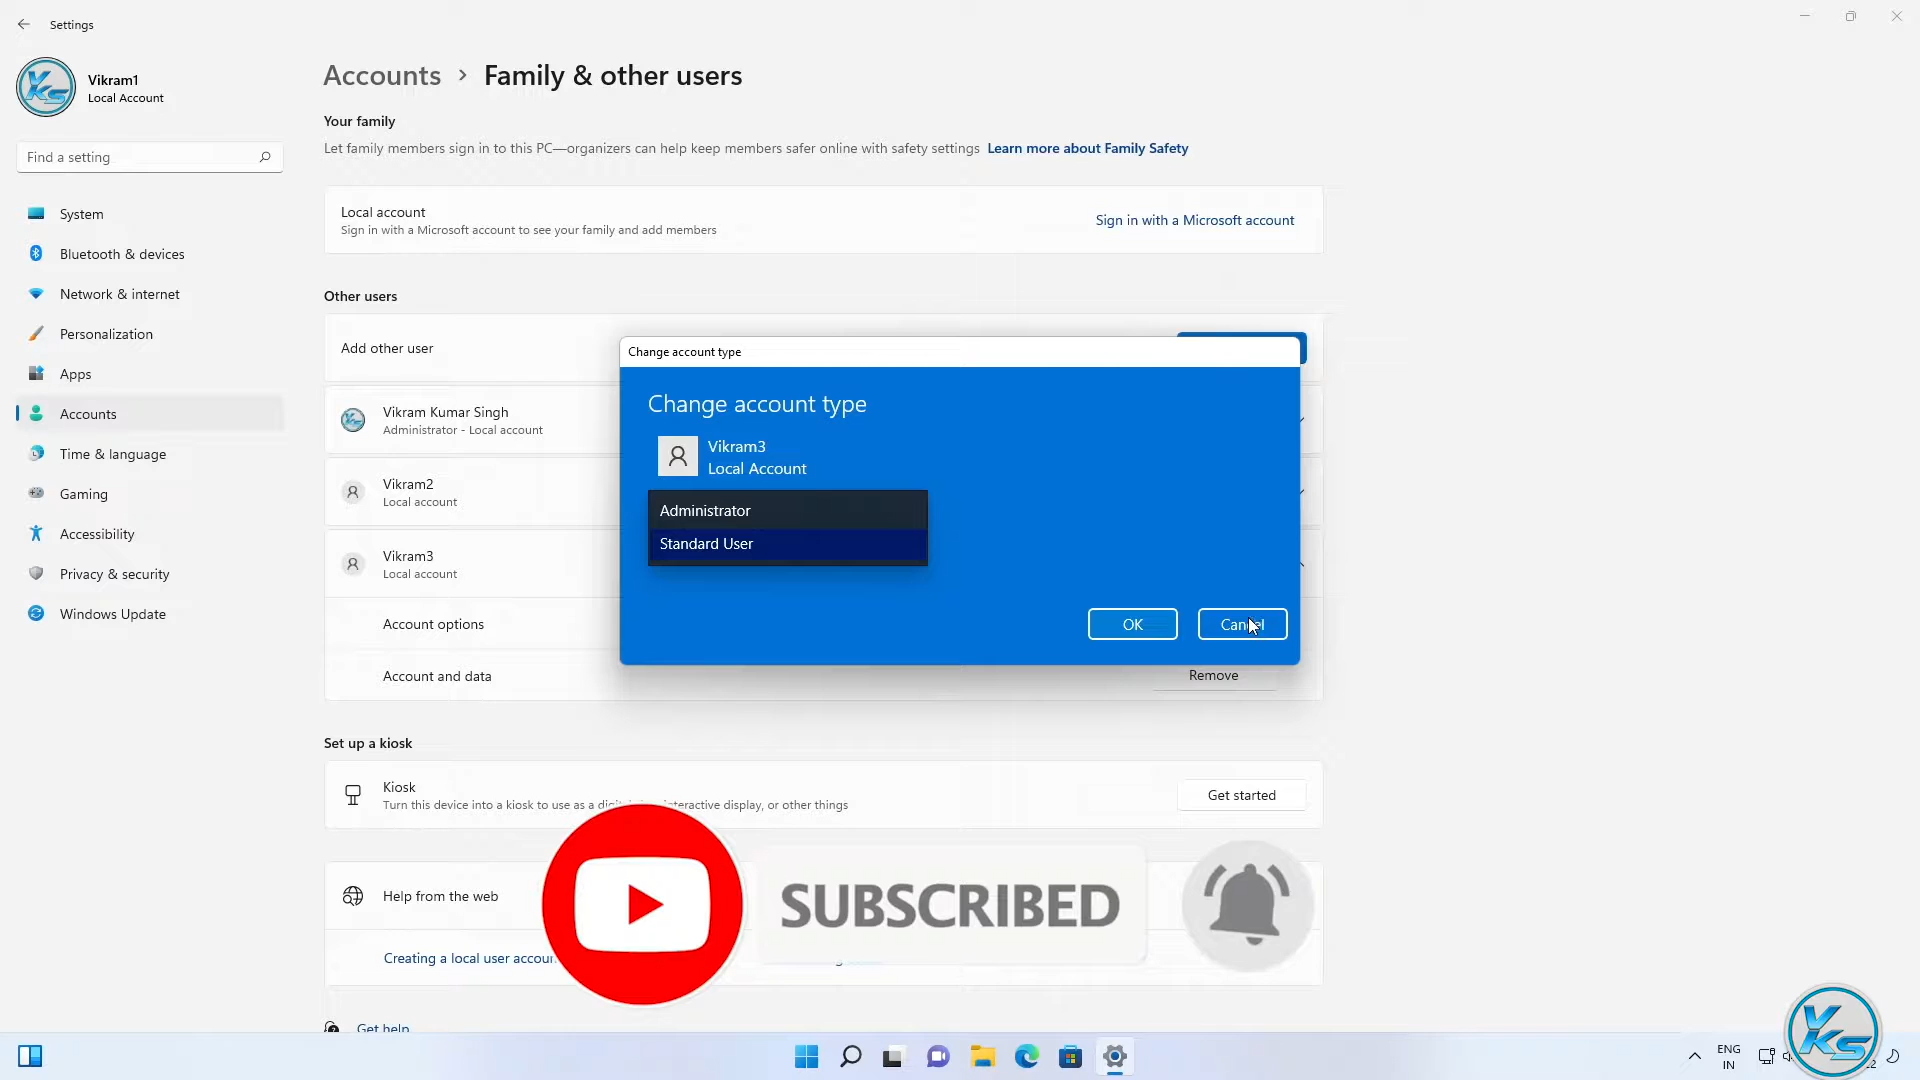 Settings
Vikram1
Local Account
Find a setting
System
Bluetooth & devices
Network & internet
Personalization
Apps
Accounts
Time & language
Gaming
Accessibility
Privacy & security
Windows Update
Accounts > Family & other users
Your family
Let family members sign in to this PC—organizers can help keep members safer online with safety settings Learn more about Family Safety
Local account
Sign in with a Microsoft account to see your family and add members
Sign in with a Microsoft account
Other users
Add other user
Vikram Kumar Singh
Administrator - Local account
Vikram2
Local account
Vikram3
Local account
Account options
Account and data
Remove
Change account type
Change account type
Vikram3
Local Account
Administrator
Standard User
OK
Cancel
Set up a kiosk
Kiosk
Turn this device into a kiosk to use as a digital interactive display, or other things
Get started
Help from the web
Creating a local user
Get help
SUBSCRIBED
ENG
IN
YKS